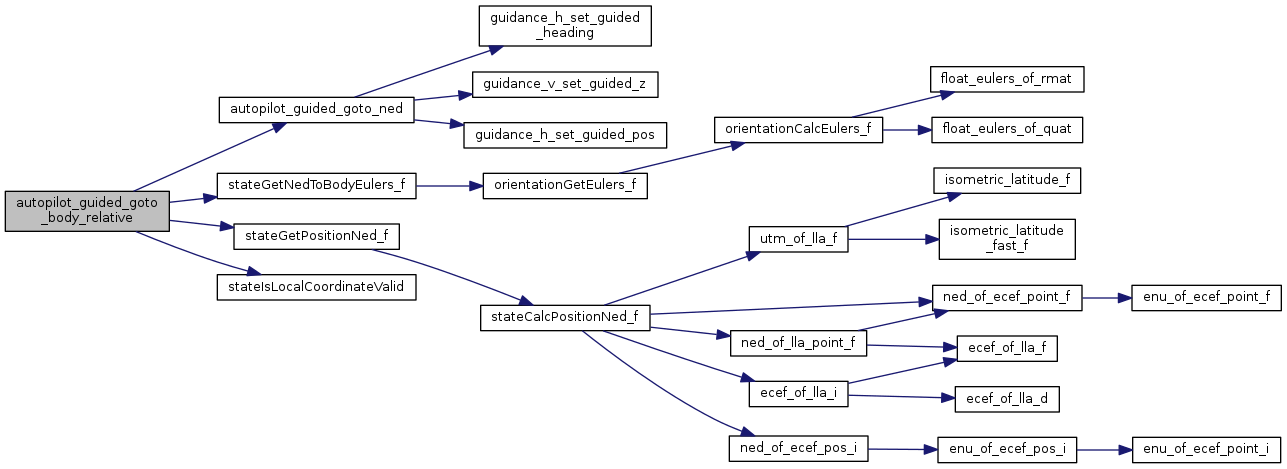 autopilot_guided_goto
_body_relative
autopilot_guided_goto_ned
guidance_h_set_guided
_heading
guidance_v_set_guided_z
guidance_h_set_guided_pos
stateGetNedToBodyEulers_f
orientationGetEulers_f
orientationCalcEulers_f
float_eulers_of_rmat
float_eulers_of_quat
stateGetPositionNed_f
stateCalcPositionNed_f
utm_of_lla_f
isometric_latitude_f
isometric_latitude
_fast_f
ned_of_ecef_point_f
enu_of_ecef_point_f
ned_of_lla_point_f
ecef_of_lla_f
ecef_of_lla_i
ecef_of_lla_d
ned_of_ecef_pos_i
enu_of_ecef_pos_i
enu_of_ecef_point_i
stateIsLocalCoordinateValid